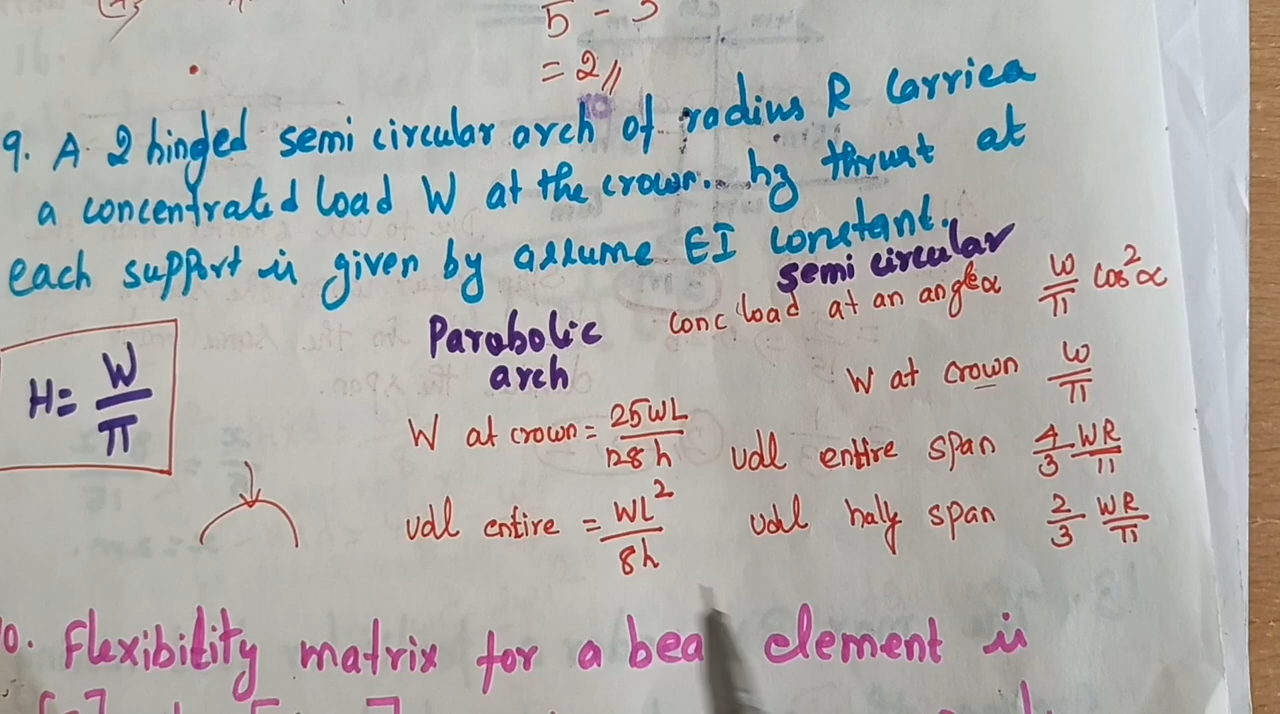 5 - 3
= 2//
9. A 2 hinged semi circular arch of radius R carries
a concentrated load W at the crown. hz thrust at
each support is given by assume EI constant.
semi circular
conc load at an angle α W/π cos²α
H = W/π
Parabolic
arch
W at crown W/π
W at crown = 25WL/128h
udl entire span 4/3 WR/π
udl entire = WL²/8h
udl half span 2/3 WR/π
0. Flexibility matrix for a beam element is